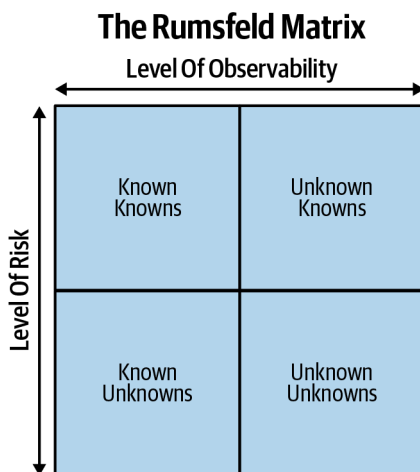 The Rumsfeld Matrix
Level Of Observability
Level Of Risk
Known
Knowns
Unknown
Knowns
Known
Unknowns
Unknown
Unknowns